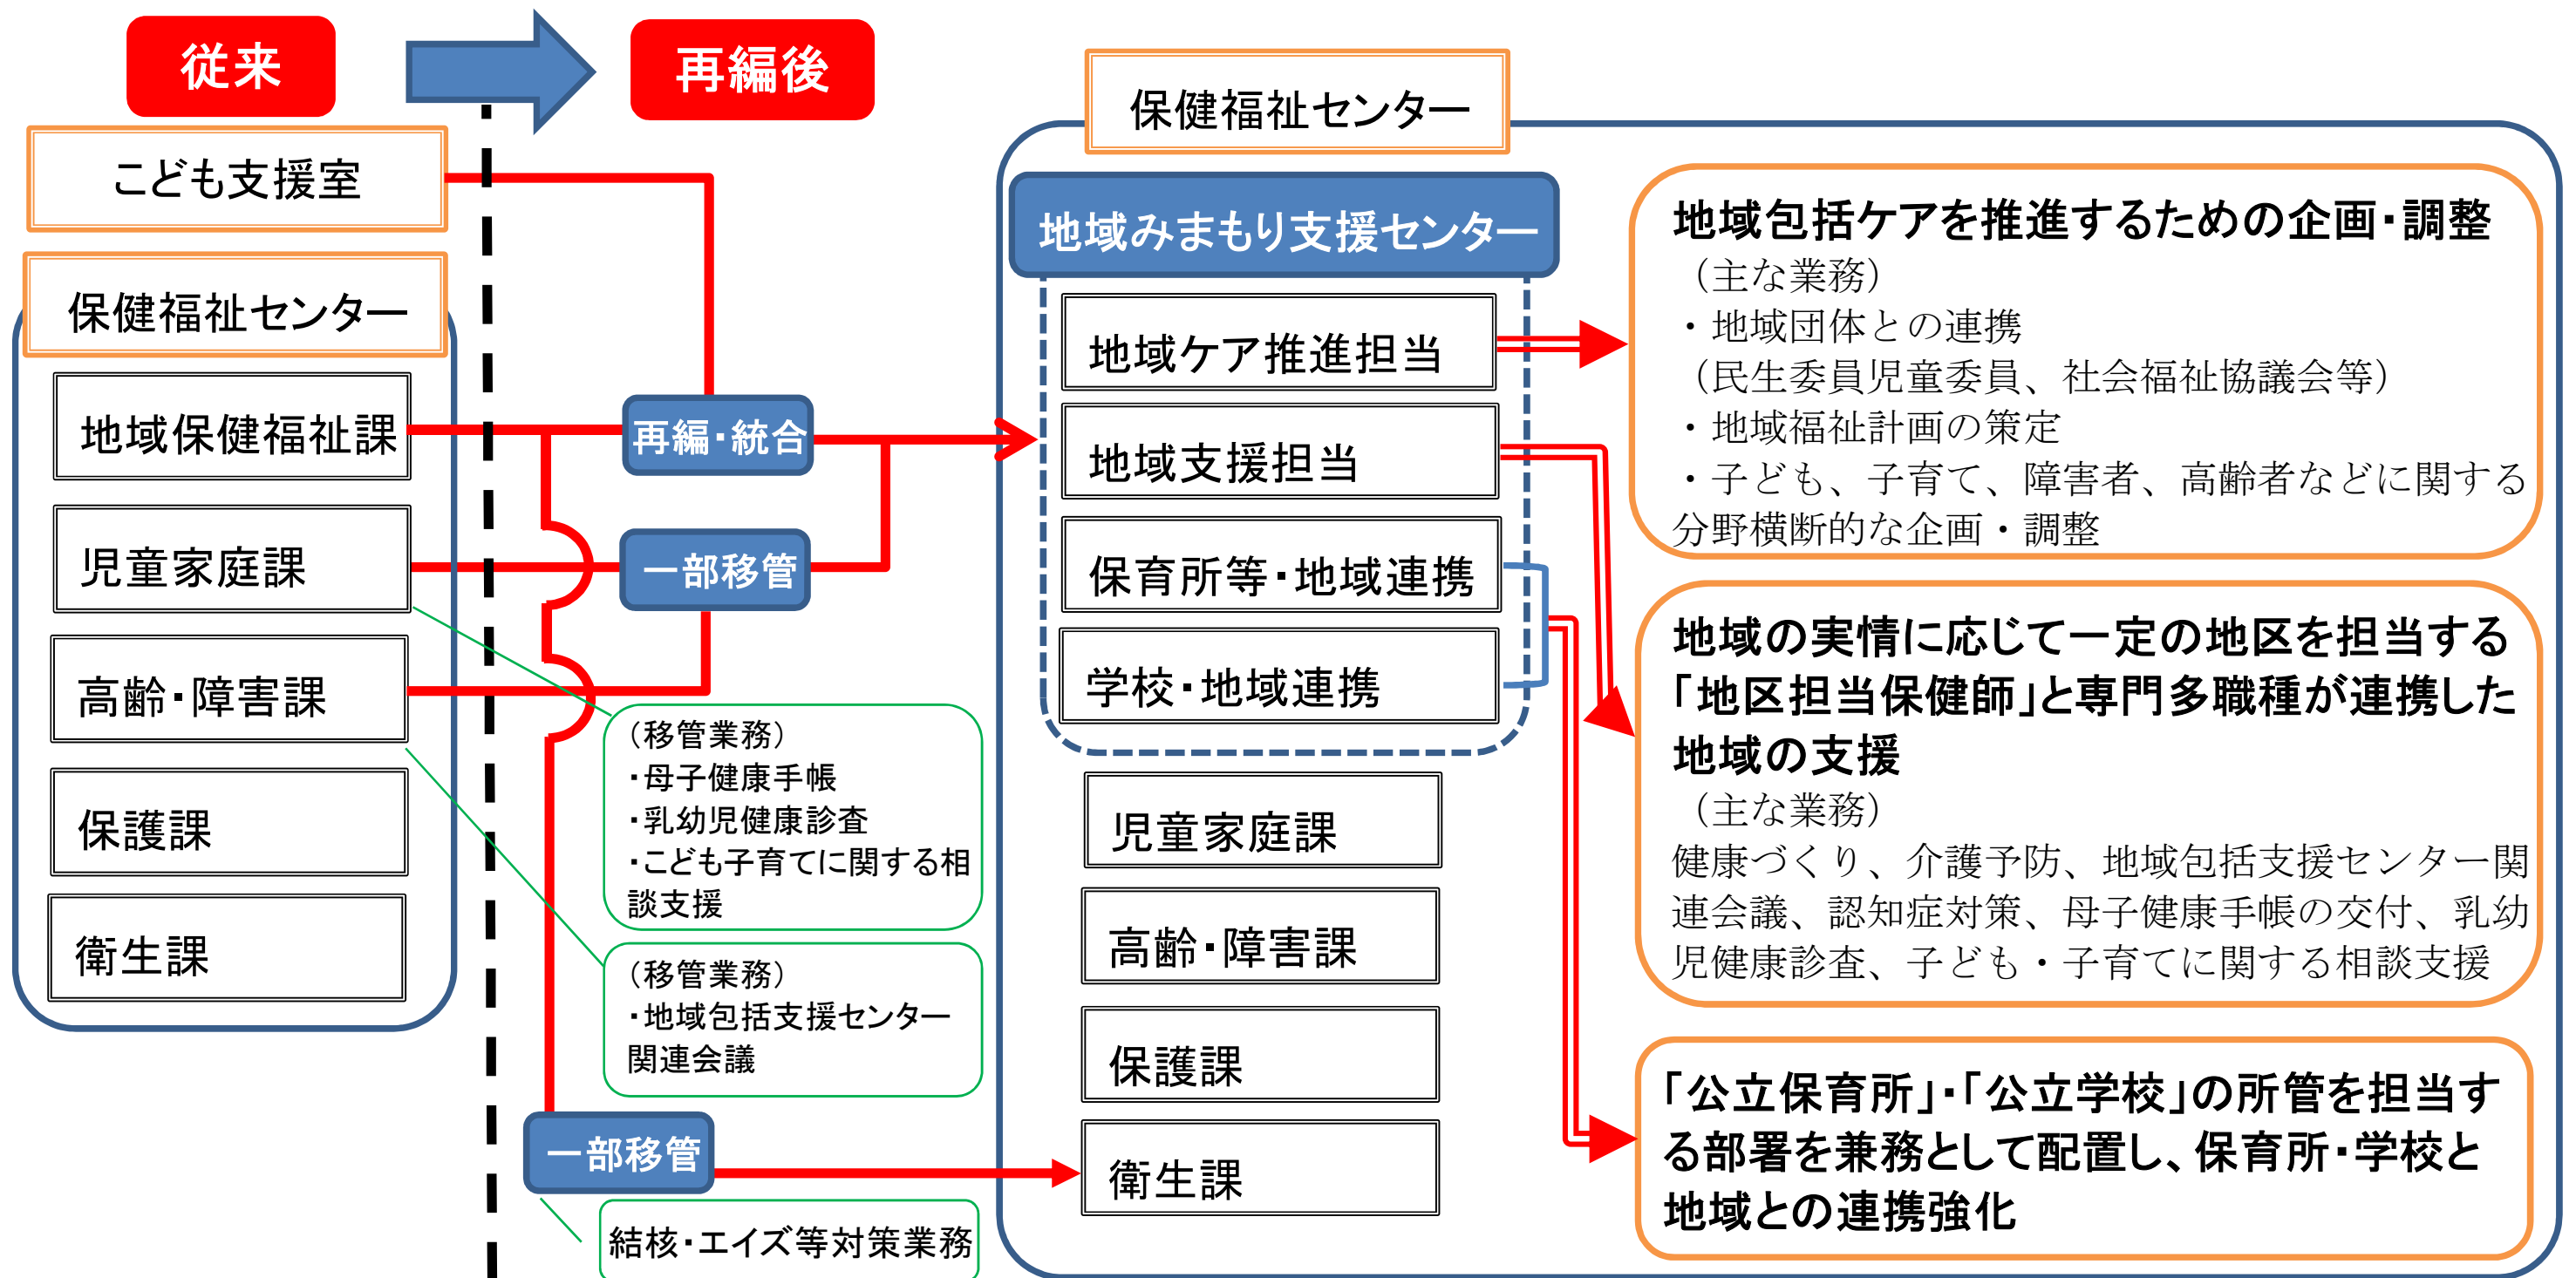 従来
再編後
こども支援室
保健福祉センター
地域保健福祉課
児童家庭課
高齢・障害課
保護課
衛生課
再編・統合
一部移管
（移管業務）
・母子健康手帳
・乳幼児健康診査
・こども子育てに関する相
談支援
（移管業務）
・地域包括支援センター
関連会議
一部移管
結核・エイズ等対策業務
保健福祉センター
地域みまもり支援センター
地域ケア推進担当
地域支援担当
保育所等・地域連携
学校・地域連携
児童家庭課
高齢・障害課
保護課
衛生課
地域包括ケアを推進するための企画・調整
（主な業務）
・地域団体との連携
（民生委員児童委員、社会福祉協議会等）
・地域福祉計画の策定
・子ども、子育て、障害者、高齢者などに関する
分野横断的な企画・調整
地域の実情に応じて一定の地区を担当する
「地区担当保健師」と専門多職種が連携した
地域の支援
（主な業務）
健康づくり、介護予防、地域包括支援センター関
連会議、認知症対策、母子健康手帳の交付、乳幼
児健康診査、子ども・子育てに関する相談支援
「公立保育所」・「公立学校」の所管を担当す
る部署を兼務として配置し、保育所・学校と
地域との連携強化